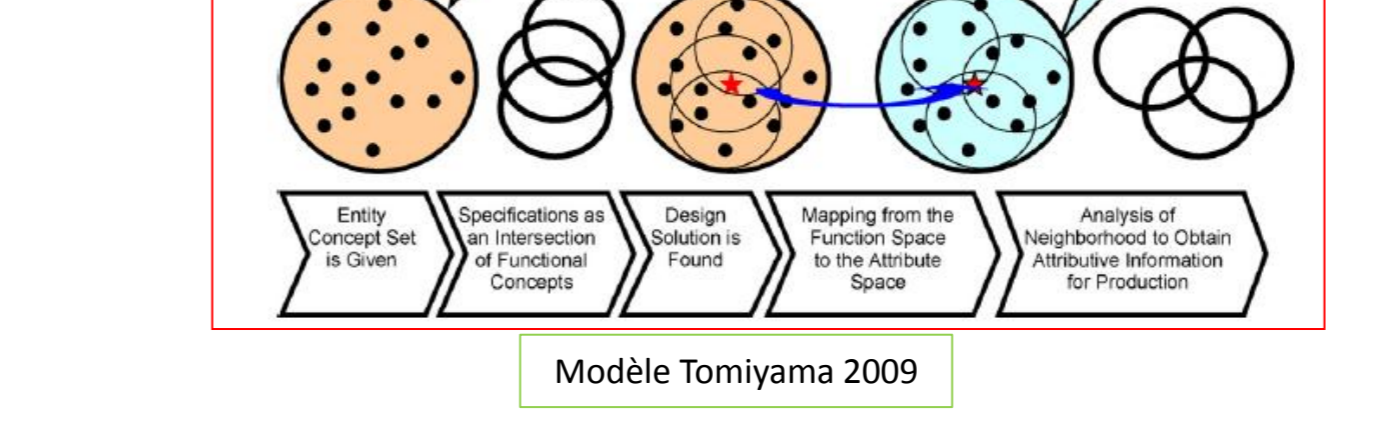 Entity
Concept Set
is Given
Specifications as
an Intersection
of Functional
Concepts
Design
Solution is
Found
Mapping from the
Function Space
to the Attribute
Space
Analysis of
Neighborhood to Obtain
Attributive Information
for Production
Modèle Tomiyama 2009